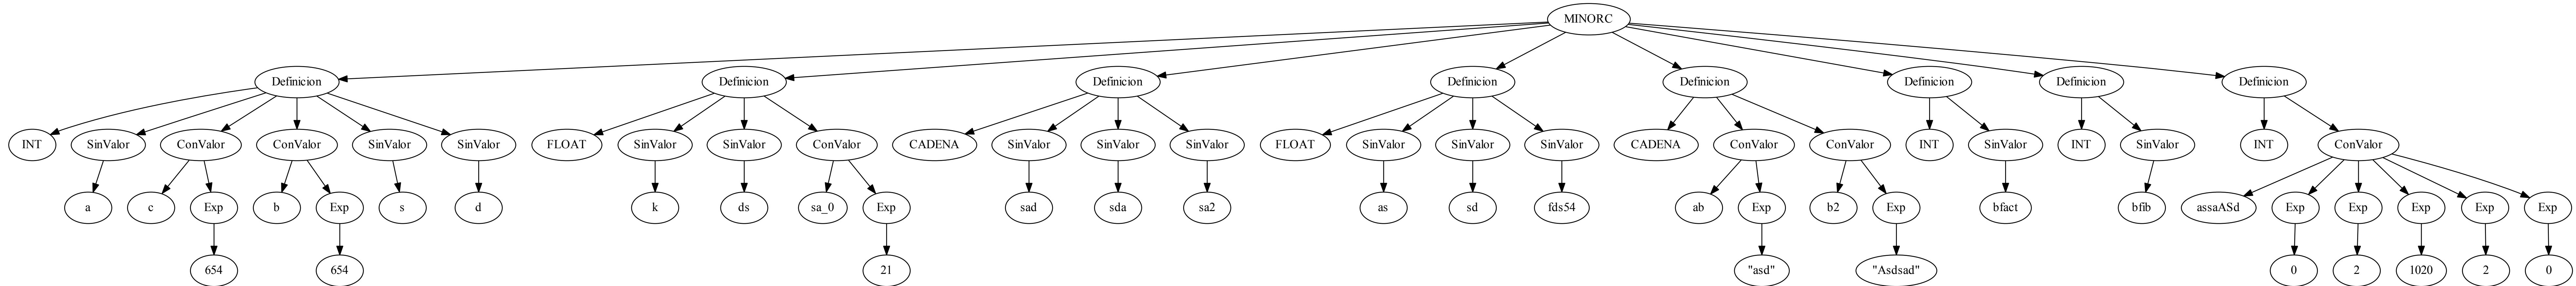 MINORC
Definicion Definicion Definicion Definicion Definicion Definicion Definicion Definicion
INT SinValor ConValor ConValor SinValor SinValor FLOAT SinValor SinValor ConValor CADENA SinValor SinValor SinValor FLOAT SinValor SinValor SinValor CADENA ConValor ConValor INT SinValor INT SinValor INT ConValor
a c Exp b Exp s d k ds sa_0 Exp sad sda sa2 as sd fds54 ab Exp b2 Exp bfact bfib assaASd Exp Exp Exp Exp Exp
654 654 21 "asd" "Asdsad" 0 2 1020 2 0